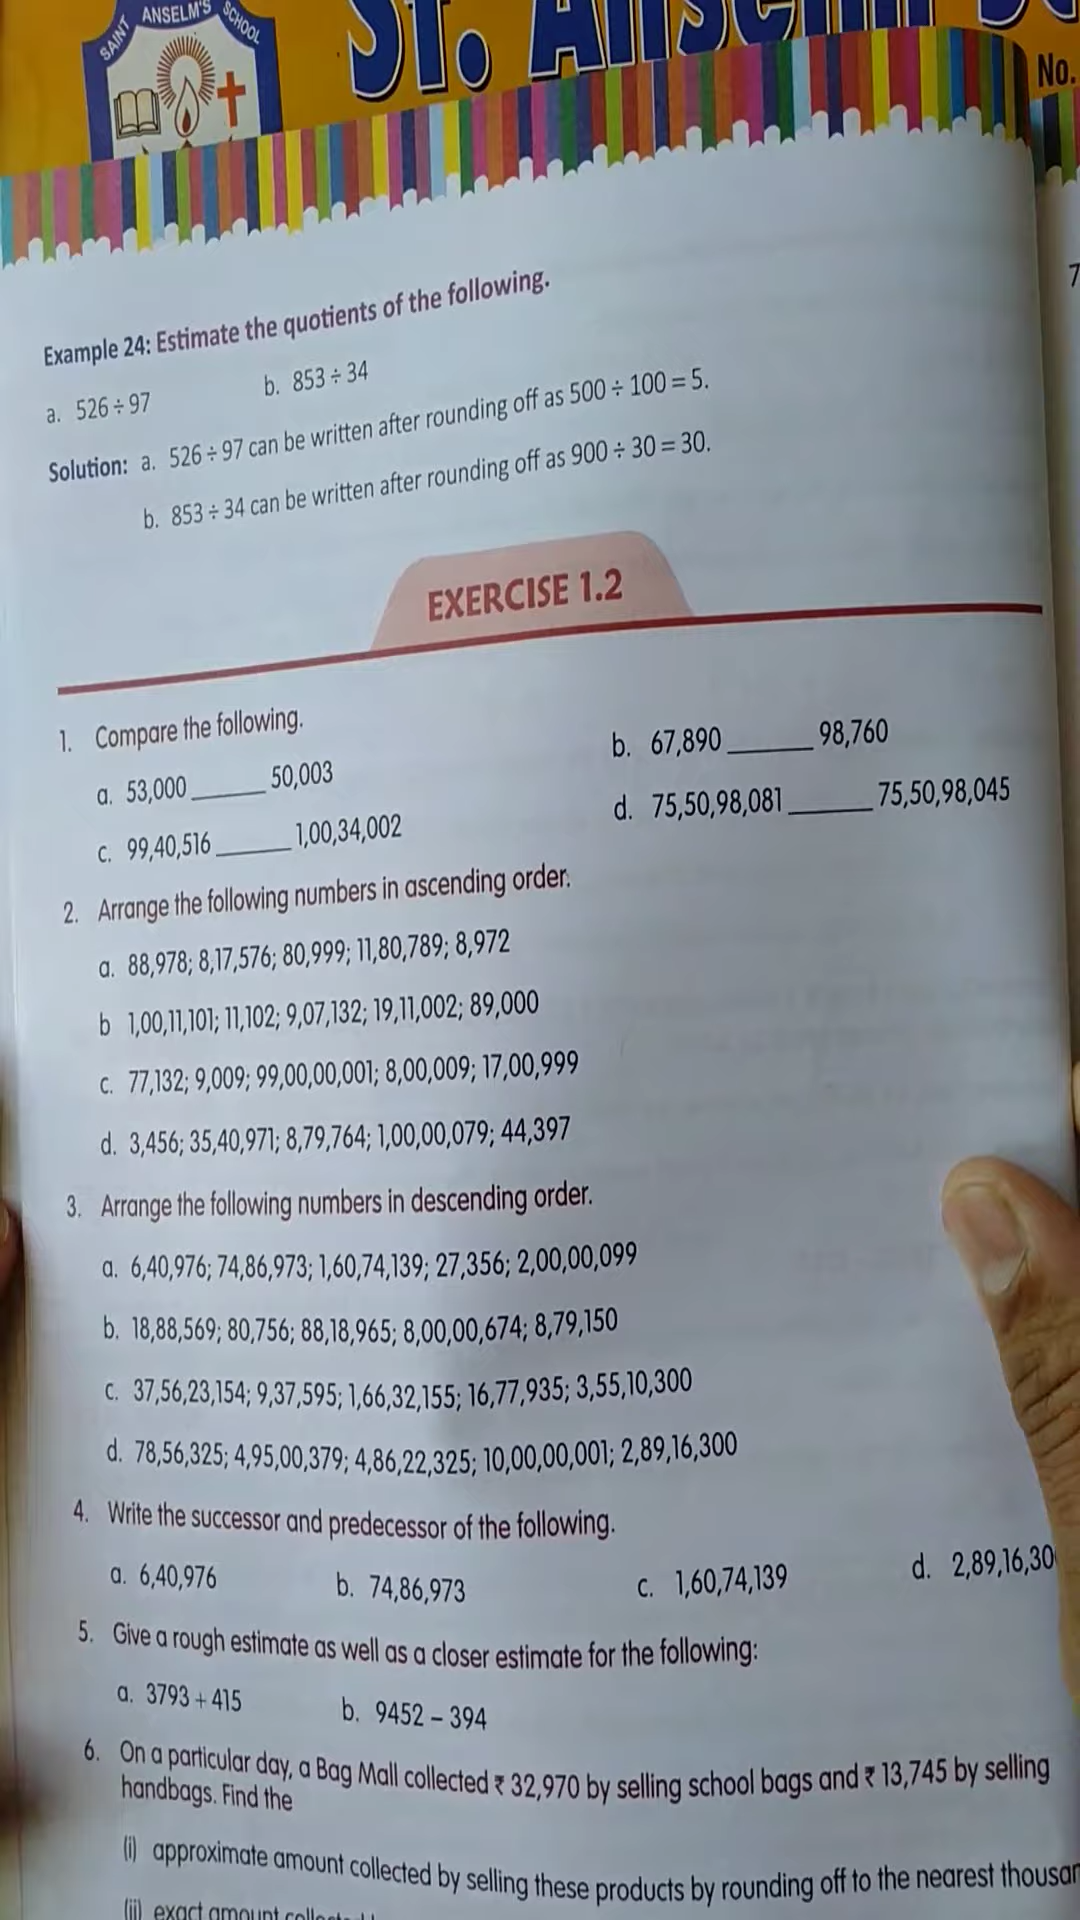 SAINT ANSELM'S SCHOOL
St.
No.
7
Example 24: Estimate the quotients of the following.
a. 526 ÷ 97 b. 853 ÷ 34
Solution: a. 526 ÷ 97 can be written after rounding off as 500 ÷ 100 = 5.
b. 853 ÷ 34 can be written after rounding off as 900 ÷ 30 = 30.
EXERCISE 1.2
1. Compare the following.
a. 53,000 ______ 50,003 b. 67,890 ______ 98,760
c. 99,40,516 ______ 1,00,34,002 d. 75,50,98,081 ______ 75,50,98,045
2. Arrange the following numbers in ascending order.
a. 88,978; 8,17,576; 80,999; 11,80,789; 8,972
b 1,00,11,101; 11,102; 9,07,132; 19,11,002; 89,000
c. 77,132; 9,009; 99,00,00,001; 8,00,009; 17,00,999
d. 3,456; 35,40,971; 8,79,764; 1,00,00,079; 44,397
3. Arrange the following numbers in descending order.
a. 6,40,976; 74,86,973; 1,60,74,139; 27,356; 2,00,00,099
b. 18,88,569; 80,756; 88,18,965; 8,00,00,674; 8,79,150
c. 37,56,23,154; 9,37,595; 1,66,32,155; 16,77,935; 3,55,10,300
d. 78,56,325; 4,95,00,379; 4,86,22,325; 10,00,00,001; 2,89,16,300
4. Write the successor and predecessor of the following.
a. 6,40,976 b. 74,86,973 c. 1,60,74,139 d. 2,89,16,30
5. Give a rough estimate as well as a closer estimate for the following:
a. 3793 + 415 b. 9452 – 394
6. On a particular day, a Bag Mall collected ₹ 32,970 by selling school bags and ₹ 13,745 by selling
handbags. Find the
(i) approximate amount collected by selling these products by rounding off to the nearest
(ii) exact amount